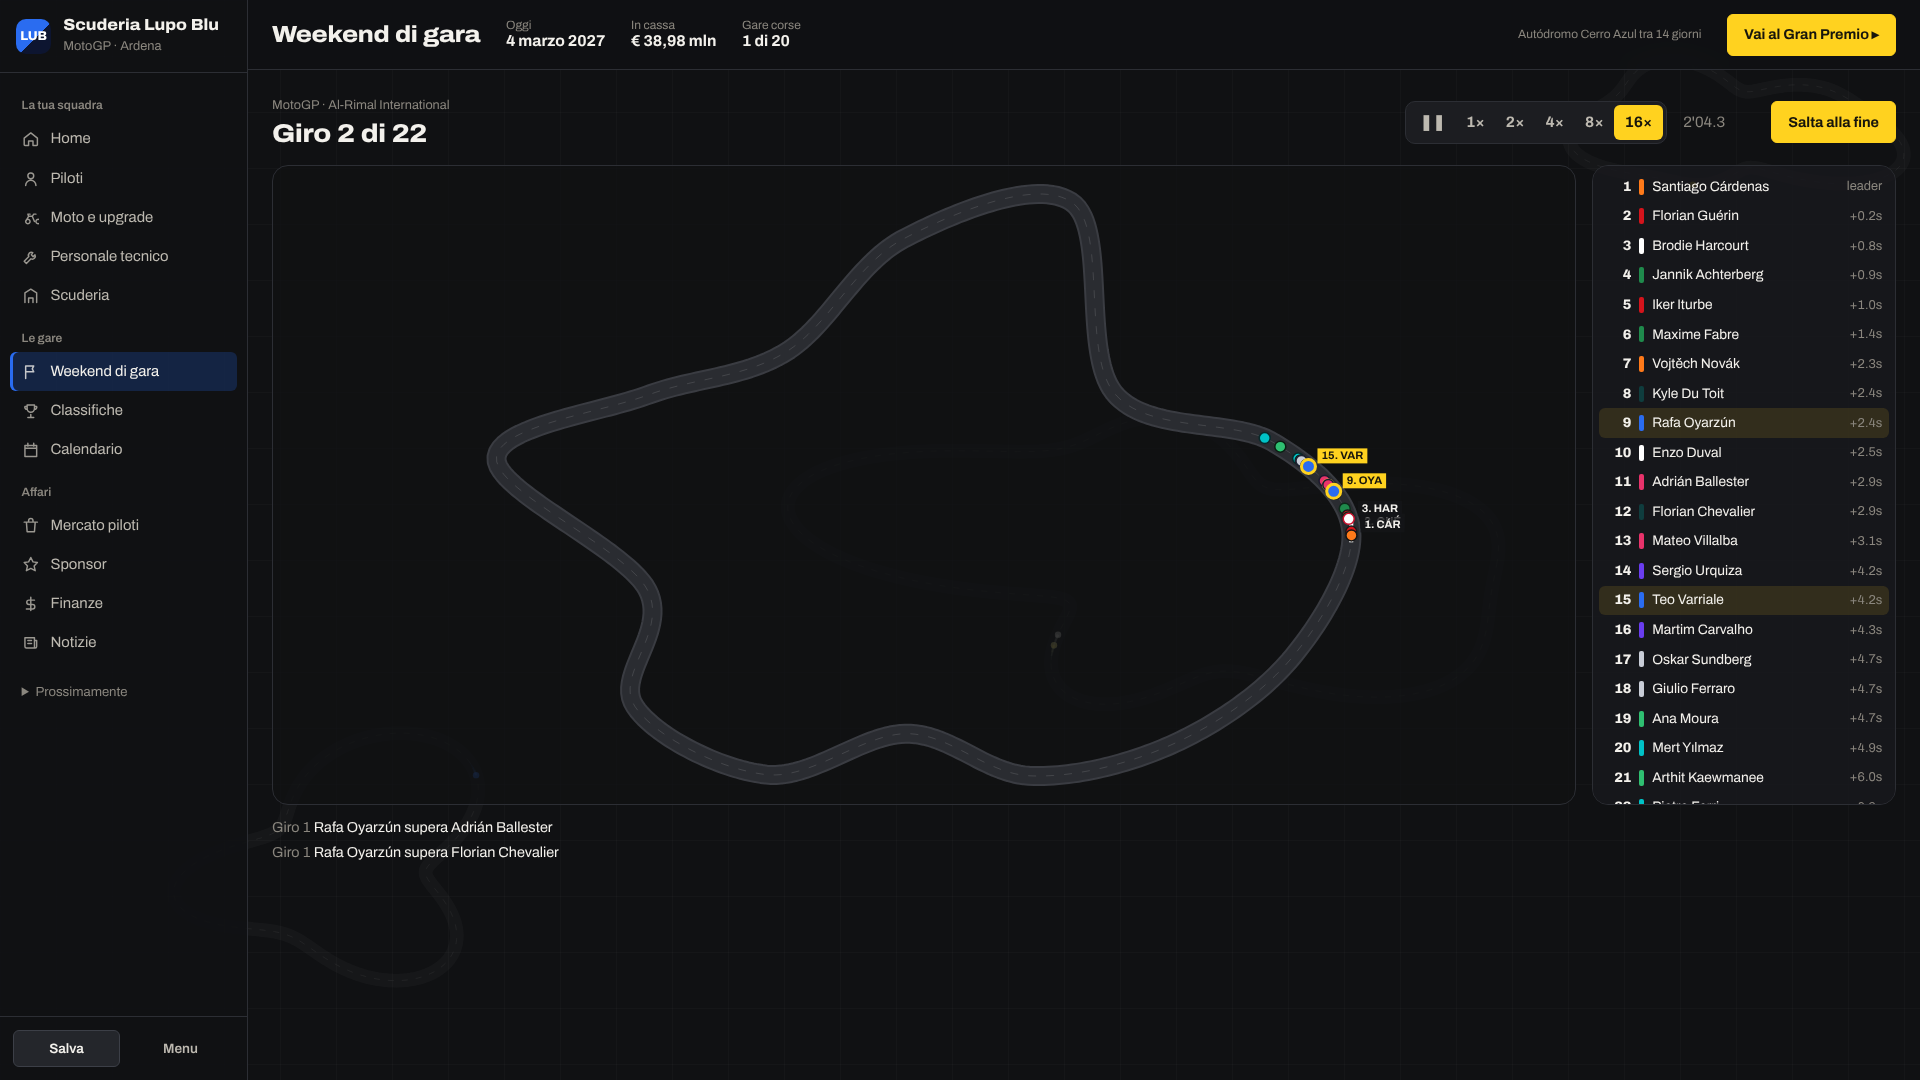 LUB
Scuderia Lupo Blu
MotoGP · Ardena
La tua squadra
Home
Piloti
Moto e upgrade
Personale tecnico
Scuderia
Le gare
Weekend di gara
Classifiche
Calendario
Affari
Mercato piloti
Sponsor
Finanze
Notizie
Prossimamente
Salva
Menu
Weekend di gara
Oggi
4 marzo 2027
In cassa
€ 38,98 mln
Gare corse
1 di 20
Autódromo Cerro Azul tra 14 giorni
Vai al Gran Premio ▸
MotoGP · Al-Rimal International
Giro 2 di 22
1× 2× 4× 8× 16×
2'04.3
Salta alla fine
15. VAR
9. OYA
3. HAR
1. CÁR
1 Santiago Cárdenas leader
2 Florian Guérin +0.2s
3 Brodie Harcourt +0.8s
4 Jannik Achterberg +0.9s
5 Iker Iturbe +1.0s
6 Maxime Fabre +1.4s
7 Vojtěch Novák +2.3s
8 Kyle Du Toit +2.4s
9 Rafa Oyarzún +2.4s
10 Enzo Duval +2.5s
11 Adrián Ballester +2.9s
12 Florian Chevalier +2.9s
13 Mateo Villalba +3.1s
14 Sergio Urquiza +4.2s
15 Teo Varriale +4.2s
16 Martim Carvalho +4.3s
17 Oskar Sundberg +4.7s
18 Giulio Ferraro +4.7s
19 Ana Moura +4.7s
20 Mert Yılmaz +4.9s
21 Arthit Kaewmanee +6.0s
Giro 1 Rafa Oyarzún supera Adrián Ballester
Giro 1 Rafa Oyarzún supera Florian Chevalier